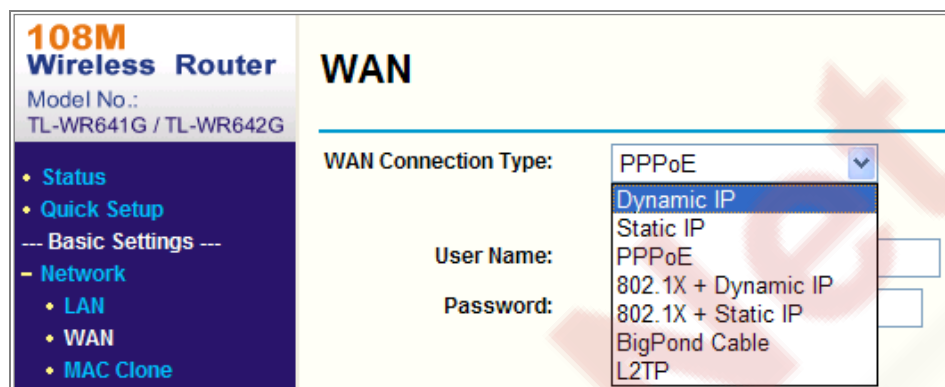 108M
Wireless Router
Model No.:
TL-WR641G / TL-WR642G
Status
Quick Setup
--- Basic Settings ---
Network
LAN
WAN
MAC Clone
WAN
WAN Connection Type:
PPPoE
Dynamic IP
Static IP
PPPoE
802.1X + Dynamic IP
802.1X + Static IP
BigPond Cable
L2TP
User Name:
Password: